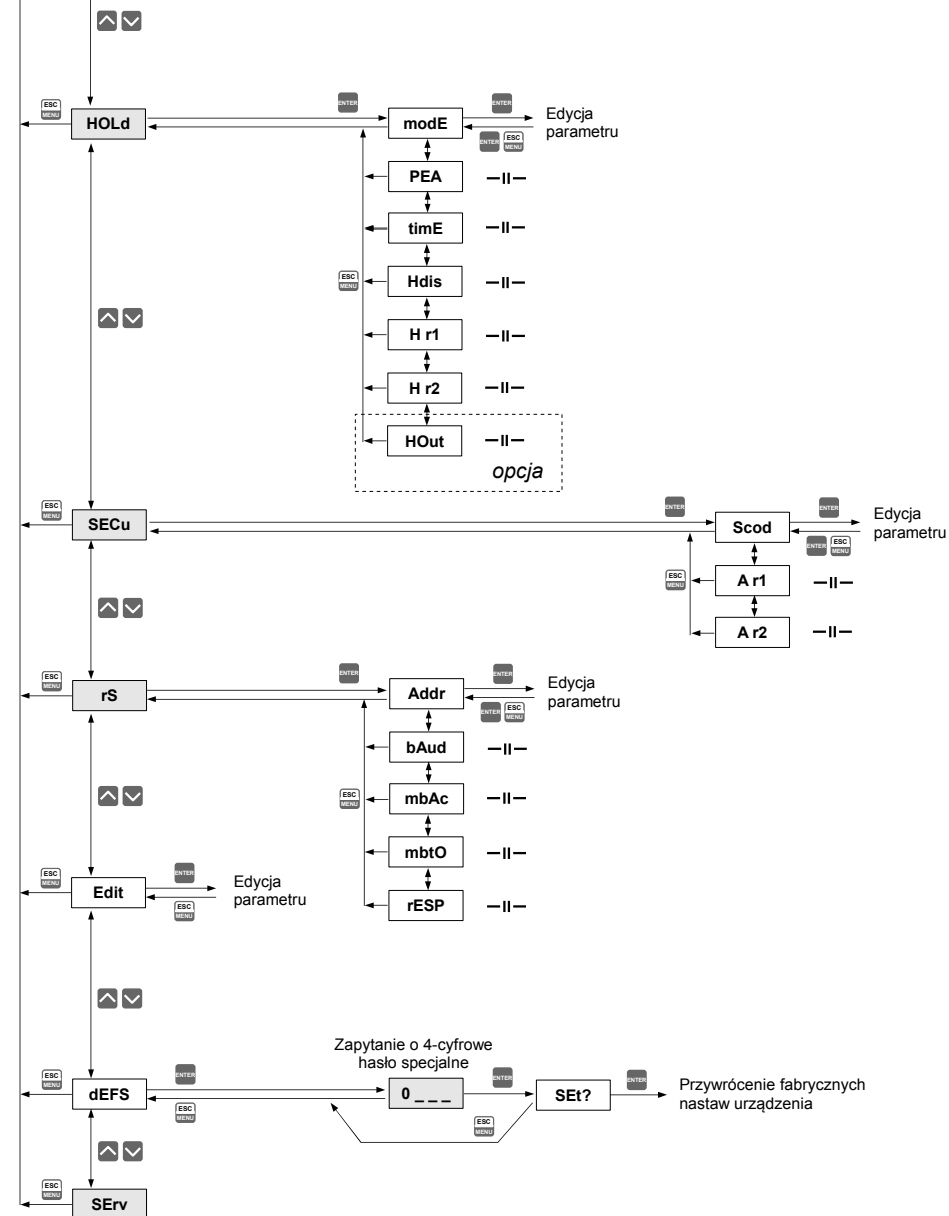 ESC
MENU
HOLd
ENTER
modE
ENTER
ENTER
ESC
MENU
Edycja
parametru
PEA
—II—
timE
—II—
ESC
MENU
Hdis
—II—
H r1
—II—
H r2
—II—
HOut
—II—
opcja
ESC
MENU
SECu
ENTER
Scod
ENTER
ENTER
ESC
MENU
Edycja
parametru
ESC
MENU
A r1
—II—
A r2
—II—
ESC
MENU
rS
ENTER
Addr
ENTER
ENTER
ESC
MENU
Edycja
parametru
bAud
—II—
ESC
MENU
mbAc
—II—
mbtO
—II—
rESP
—II—
ESC
MENU
Edit
ENTER
ESC
MENU
Edycja
parametru
Zapytanie o 4-cyfrowe
hasło specjalne
ESC
MENU
dEFS
ENTER
ESC
MENU
0 _ _ _
ENTER
ESC
MENU
SEt?
ENTER
Przywrócenie fabrycznych
nastaw urządzenia
ESC
MENU
SErv